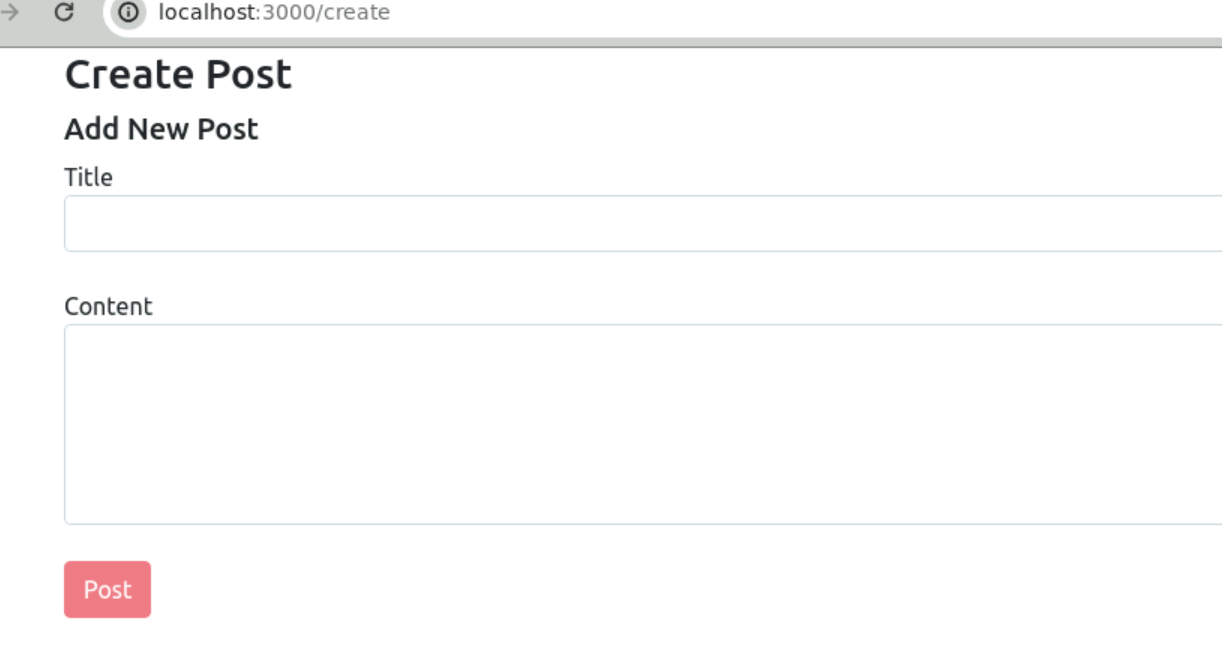 localhost:3000/create
Create Post
Add New Post
Title
Content
Post